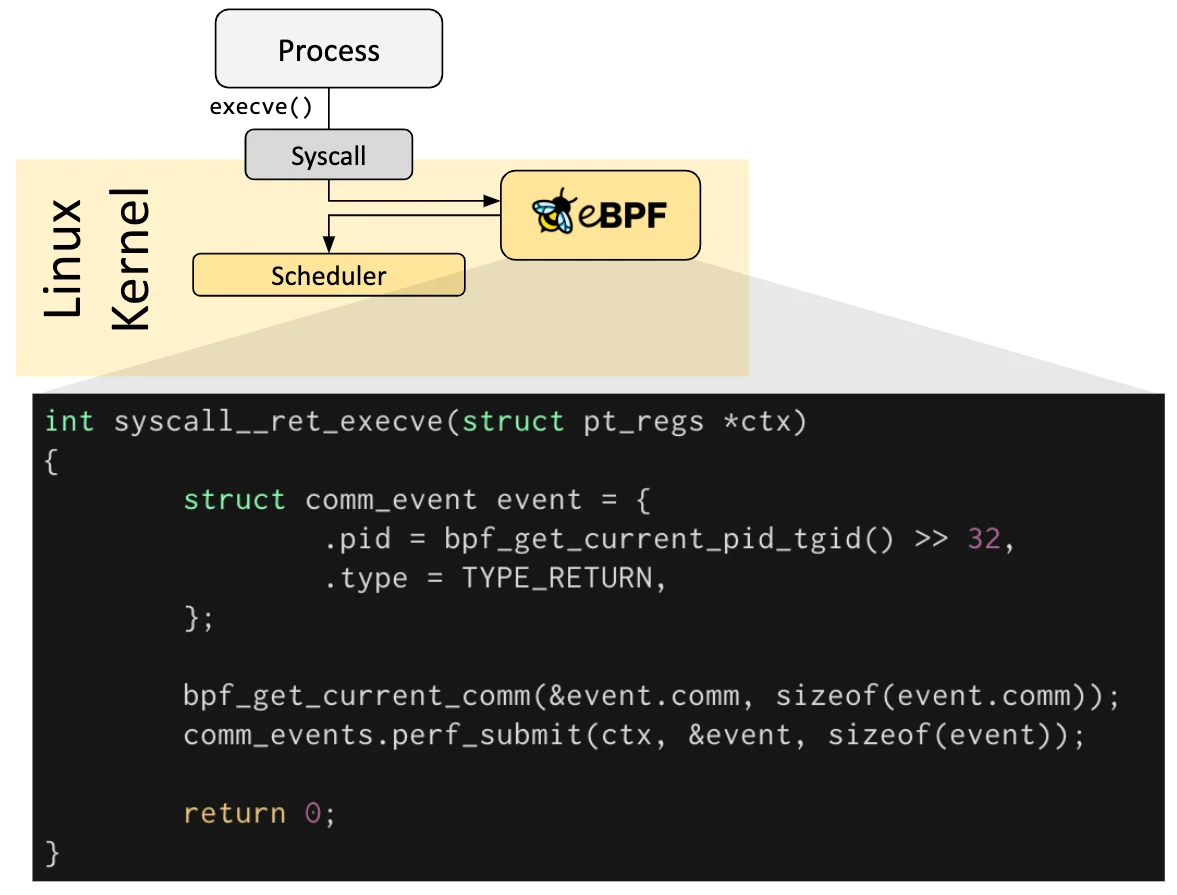 Process
execve()
Syscall
Linux
Kernel
eBPF
Scheduler
int syscall__ret_execve(struct pt_regs *ctx)
{
        struct comm_event event = {
                .pid = bpf_get_current_pid_tgid() >> 32,
                .type = TYPE_RETURN,
        };

        bpf_get_current_comm(&event.comm, sizeof(event.comm));
        comm_events.perf_submit(ctx, &event, sizeof(event));

        return 0;
}